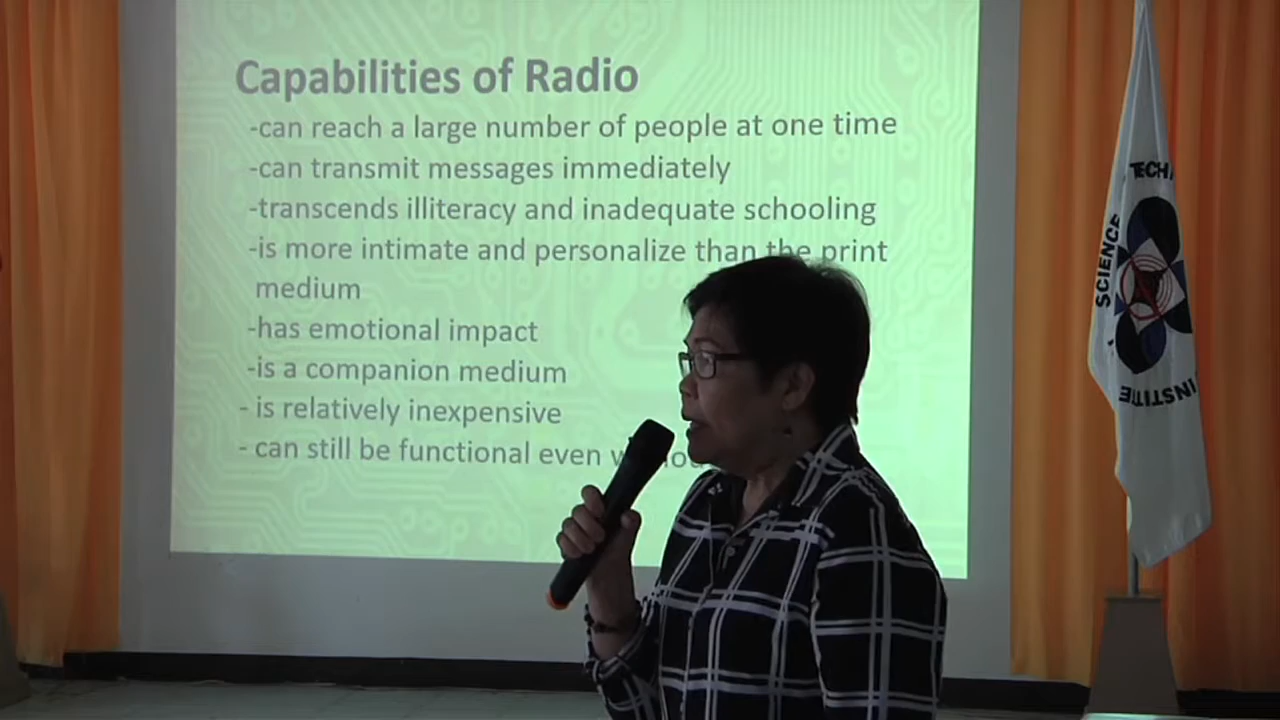 Capabilities of Radio
-can reach a large number of people at one time
-can transmit messages immediately
-transcends illiteracy and inadequate schooling
-is more intimate and personalize than the print
medium
-has emotional impact
-is a companion medium
- is relatively inexpensive
- can still be functional even
SCIENCE
INSTITUTE